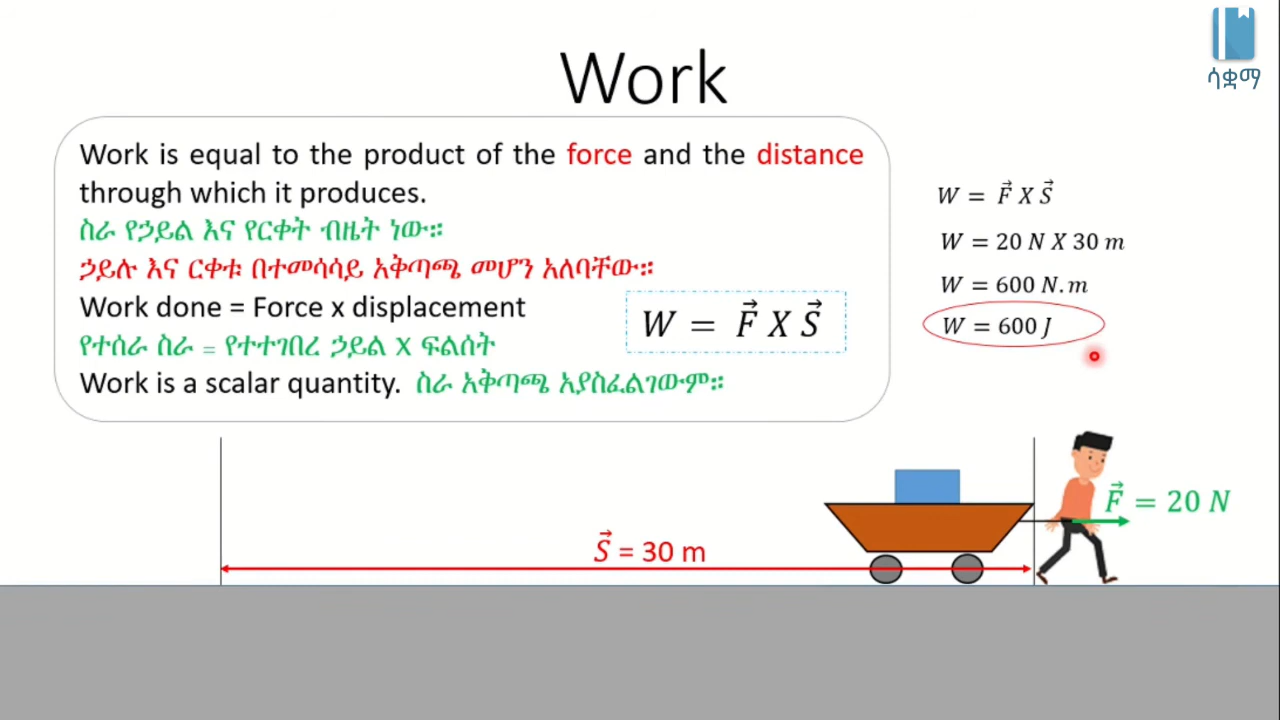 Work
ሳቋማ
Work is equal to the product of the force and the distance
through which it produces.
ስራ የኃይል እና የርቀት ብዜት ነው።
ኃይሉ እና ርቀቱ በተመሳሳይ አቅጣጫ መሆን አለባቸው።
Work done = Force x displacement
የተሰራ ስራ = የተተገበረ ኃይል X ፍልሰት
Work is a scalar quantity. ስራ አቅጣጫ አያስፈልገውም።
W = F⃗ X S⃗
W = F⃗ X S⃗
W = 20 N X 30 m
W = 600 N.m
W = 600 J
F⃗ = 20 N
S⃗ = 30 m